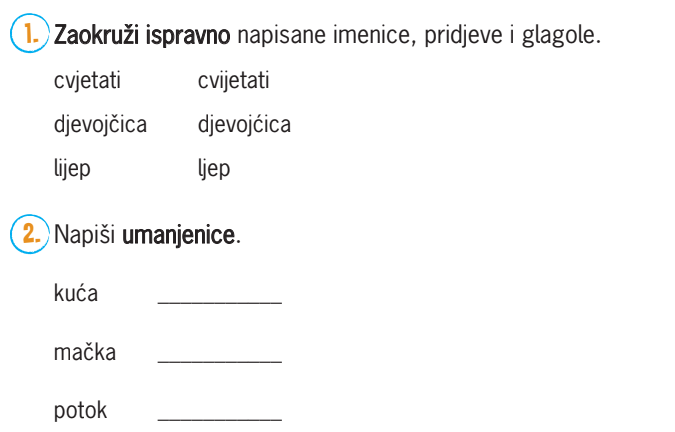 1. Zaokruži ispravno napisane imenice, pridjeve i glagole.
cvjetati cvijetati
djevojčica djevojćica
lijep ljep
2. Napiši umanjenice.
kuća ___________
mačka ___________
potok ___________